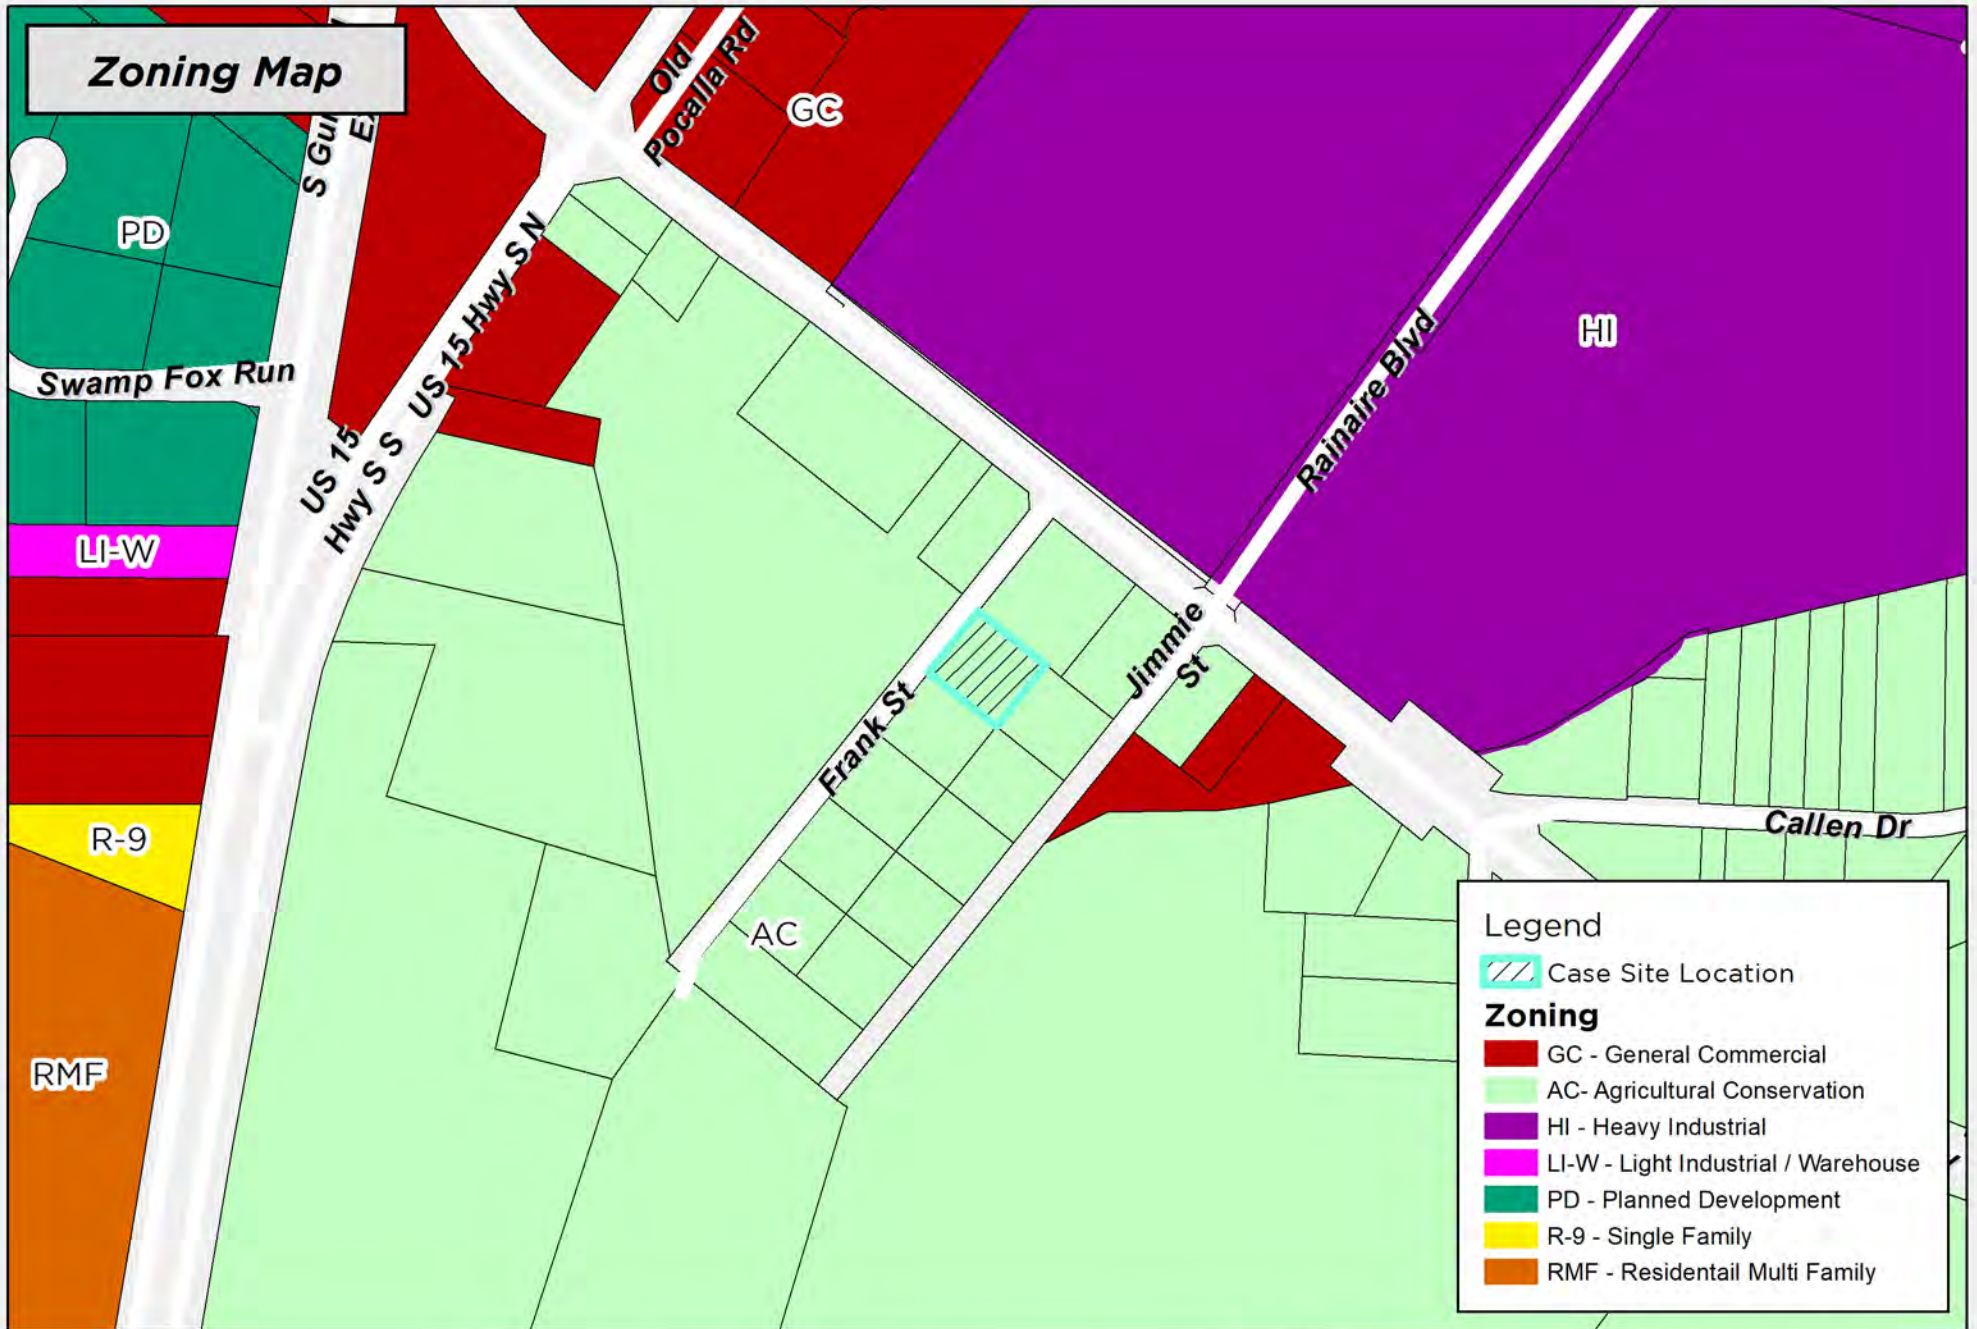 Zoning Map
S Gui
Old
Pocalla Rd
GC
PD
US 15 Hwy S N
HI
Swamp Fox Run
Rainaire Blvd
US 15
Hwy S S
LI-W
Jimmie
St
Frank St
Callen Dr
R-9
AC
RMF
Legend
Case Site Location
Zoning
GC - General Commercial
AC- Agricultural Conservation
HI - Heavy Industrial
LI-W - Light Industrial / Warehouse
PD - Planned Development
R-9 - Single Family
RMF - Residentail Multi Family